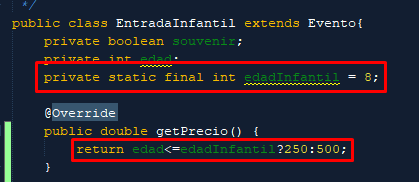 */
public class EntradaInfantil extends Evento{
private boolean souvenir;
private int edad;
private static final int edadInfantil = 8;
@Override
public double getPrecio() {
return edad<=edadInfantil?250:500;
}